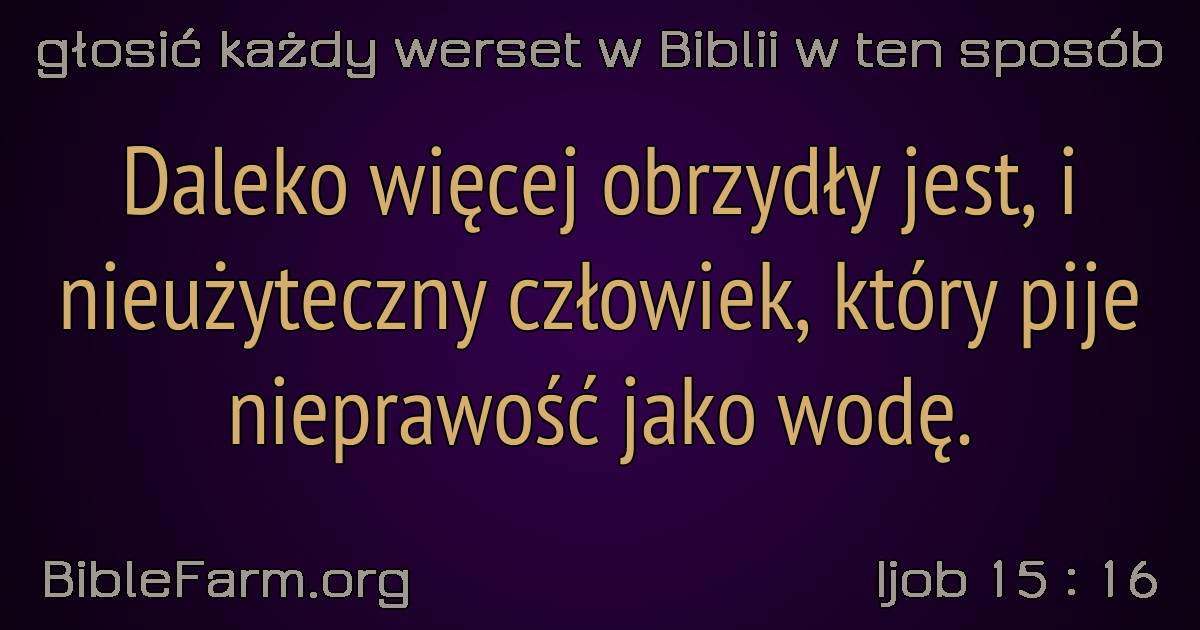 głosić każdy werset w Biblii w ten sposób
Daleko więcej obrzydły jest, i
nieużyteczny człowiek, który pije
nieprawość jako wodę.
BibleFarm.org
Ijob 15 : 16